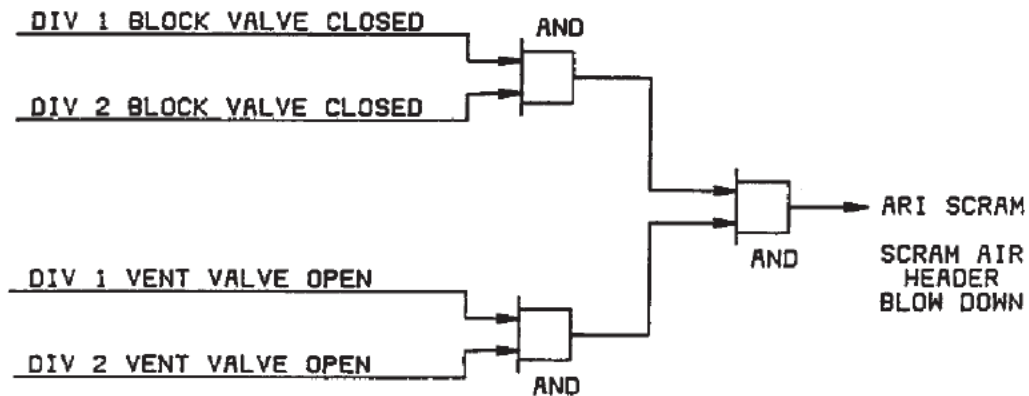 DIV 1 BLOCK VALVE CLOSED
AND
DIV 2 BLOCK VALVE CLOSED
ARI SCRAM
AND
SCRAM AIR
HEADER
BLOW DOWN
DIV 1 VENT VALVE OPEN
DIV 2 VENT VALVE OPEN
AND